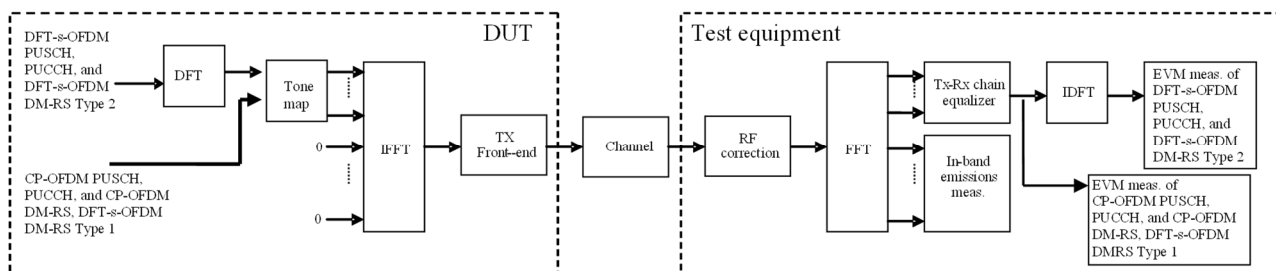 DUT
Test equipment
DFT-s-OFDM
PUSCH,
PUCCH, and
DFT-s-OFDM
DM-RS Type 2
DFT
Tone
map
CP-OFDM PUSCH,
PUCCH, and CP-OFDM
DM-RS, DFT-s-OFDM
DM-RS Type 1
0
0
IFFT
TX
Front--end
Channel
RF
correction
FFT
Tx-Rx chain
equalizer
In-band
emissions
meas.
IDFT
EVM meas. of
DFT-s-OFDM
PUSCH,
PUCCH, and
DFT-s-OFDM
DM-RS Type 2
EVM meas. of
CP-OFDM PUSCH,
PUCCH, and CP-OFDM
DM-RS, DFT-s-OFDM
DMRS Type 1